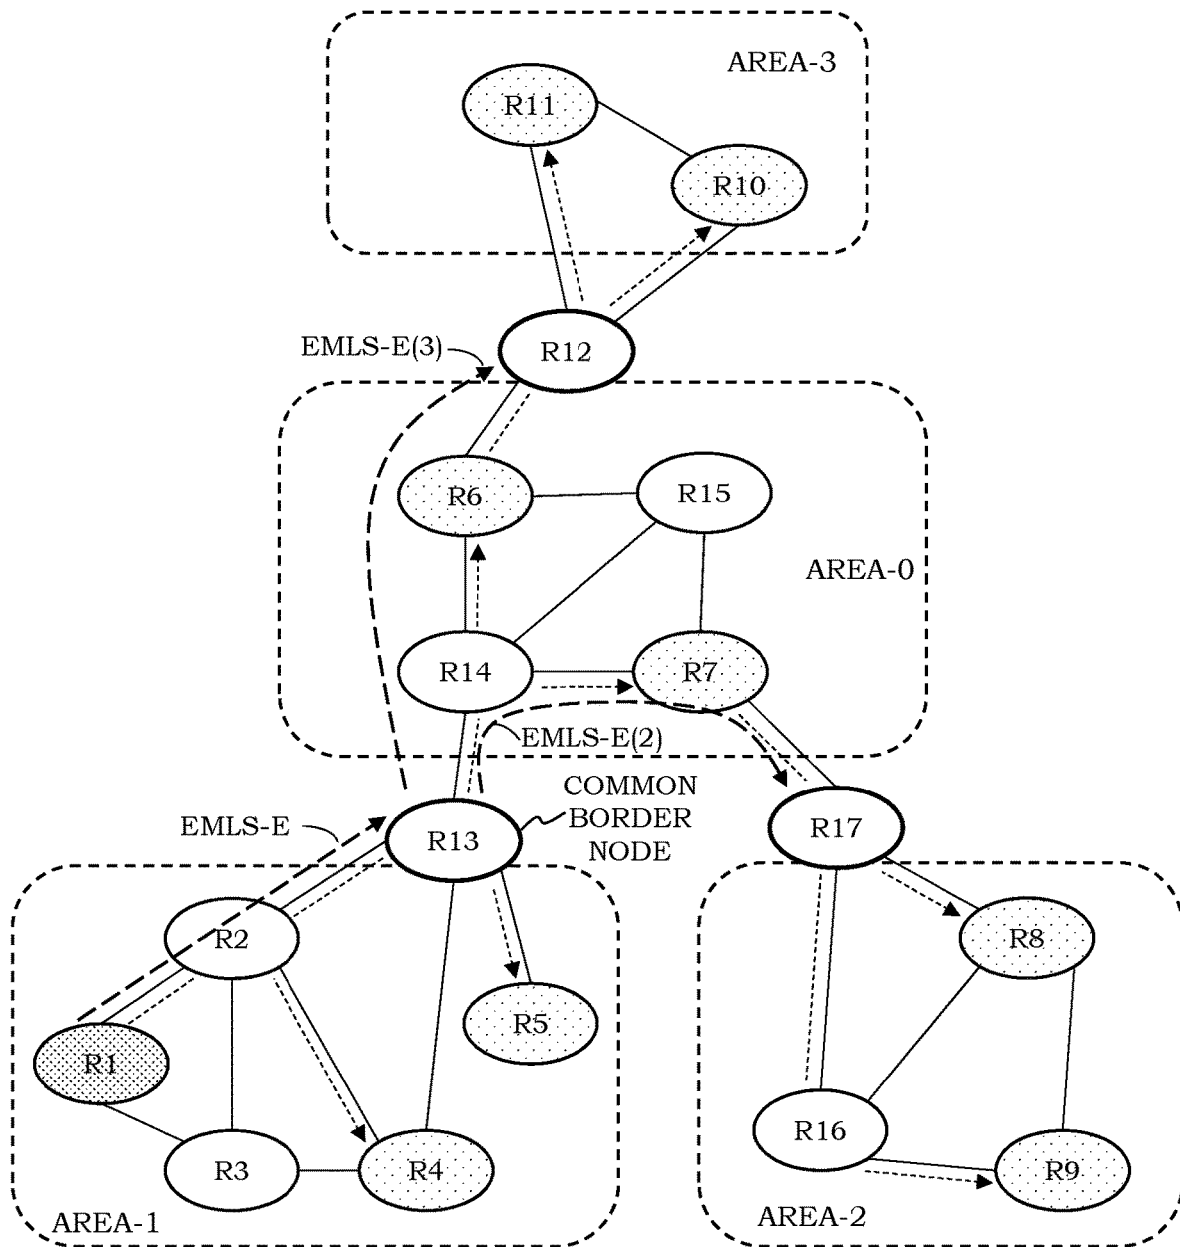 AREA-3
R11
R10
EMLS-E(3)
R12
R6
R15
AREA-0
R14
R7
EMLS-E(2)
COMMON
BORDER
NODE
EMLS-E
R13
R17
R2
R8
R5
R1
R16
R3
R4
R9
AREA-1
AREA-2